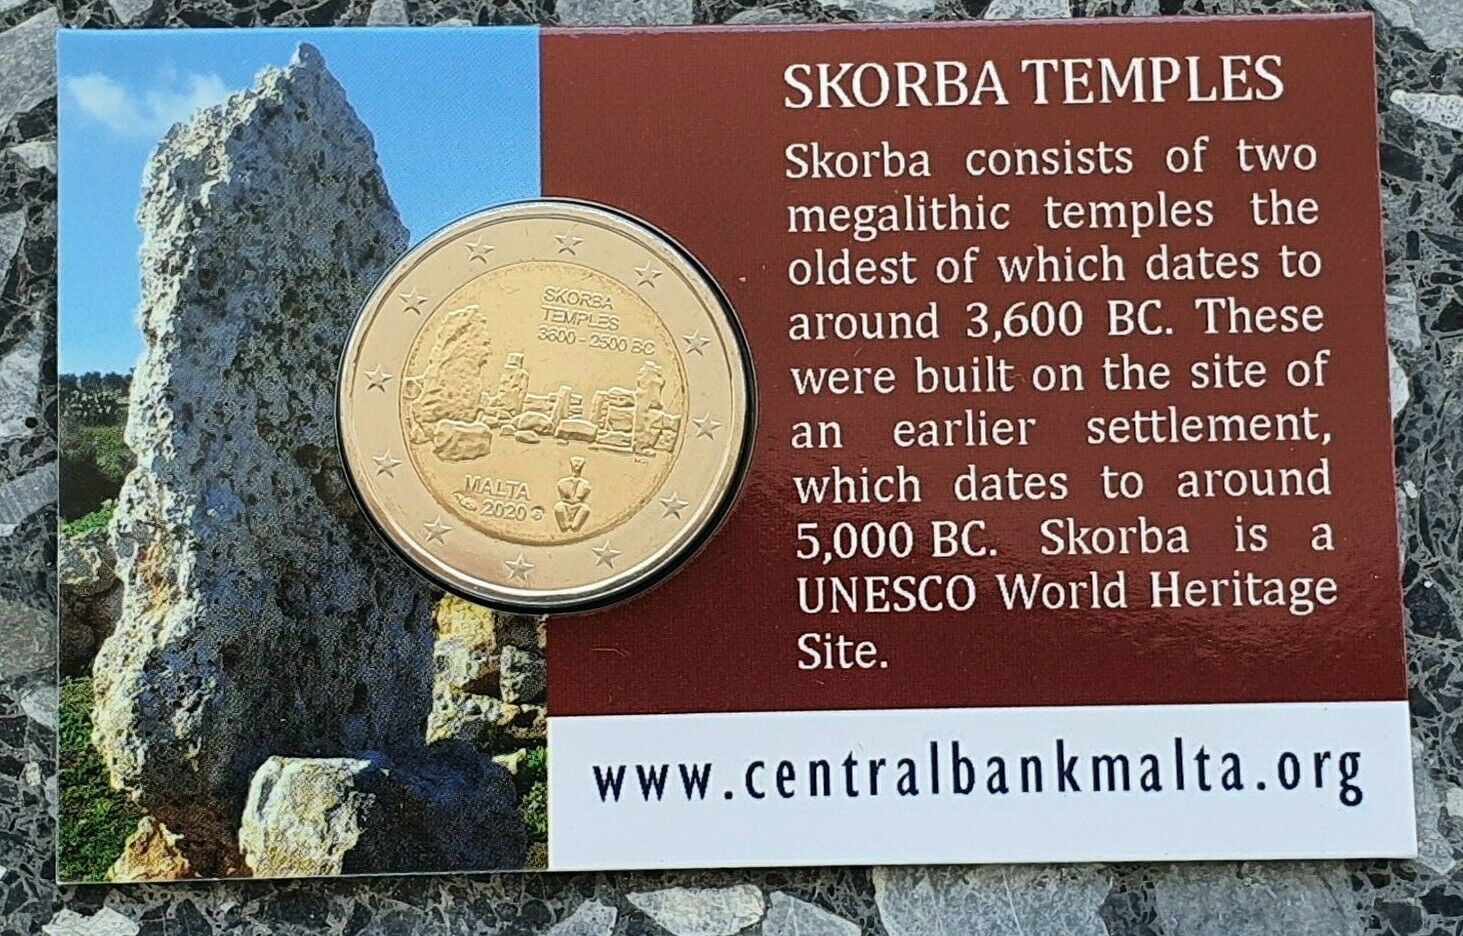 SKORBA TEMPLES
Skorba consists of two
megalithic temples the
oldest of which dates to
around 3,600 BC. These
were built on the site of
an earlier settlement,
which dates to around
5,000 BC. Skorba is a
UNESCO World Heritage
Site.
www.centralbankmalta.org
SKORBA
TEMPLES
3600 - 2500 BC
MALTA
2020